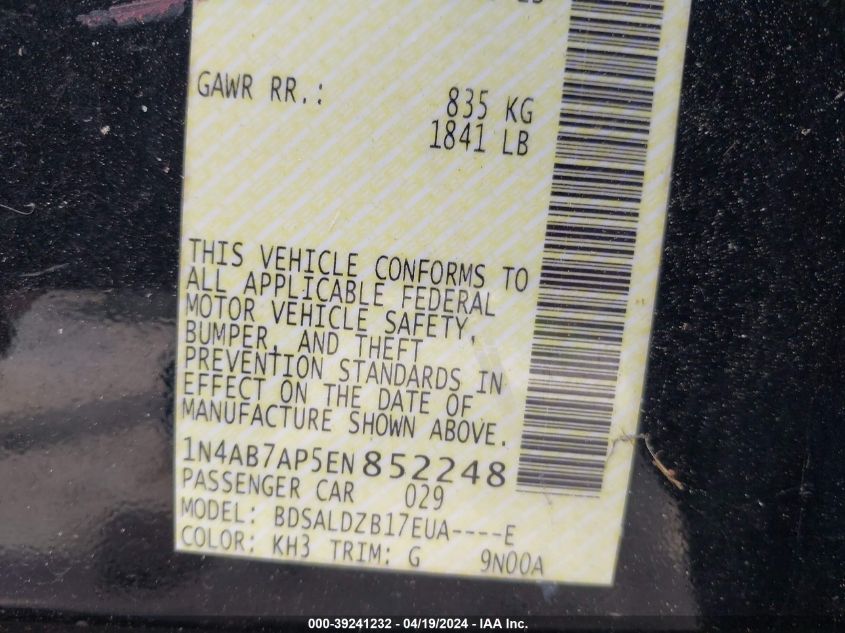 GAWR RR.: 835 KG
1841 LB
THIS VEHICLE CONFORMS TO
ALL APPLICABLE FEDERAL
MOTOR VEHICLE SAFETY,
BUMPER, AND THEFT
PREVENTION STANDARDS IN
EFFECT ON THE DATE OF
MANUFACTURE SHOWN ABOVE.
1N4AB7AP5EN852248
PASSENGER CAR 029
MODEL: BDSALDZB17EUA----E
COLOR: KH3 TRIM: G 9N00A
000-39241232 - 04/19/2024 - IAA Inc.